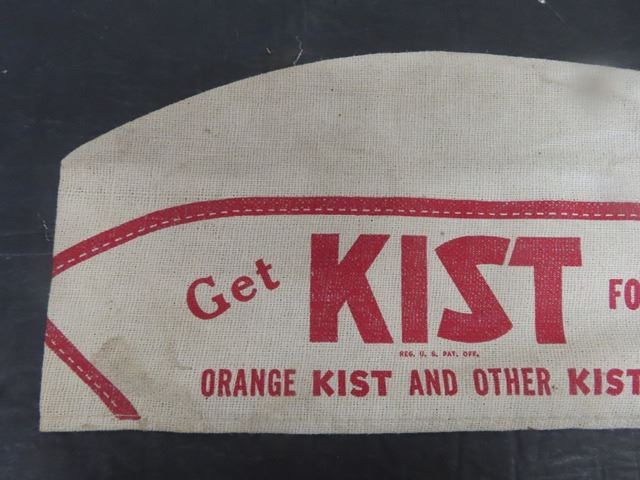 Get KIST FO
REG. U. S. PAT. OFF.
ORANGE KIST AND OTHER KIST